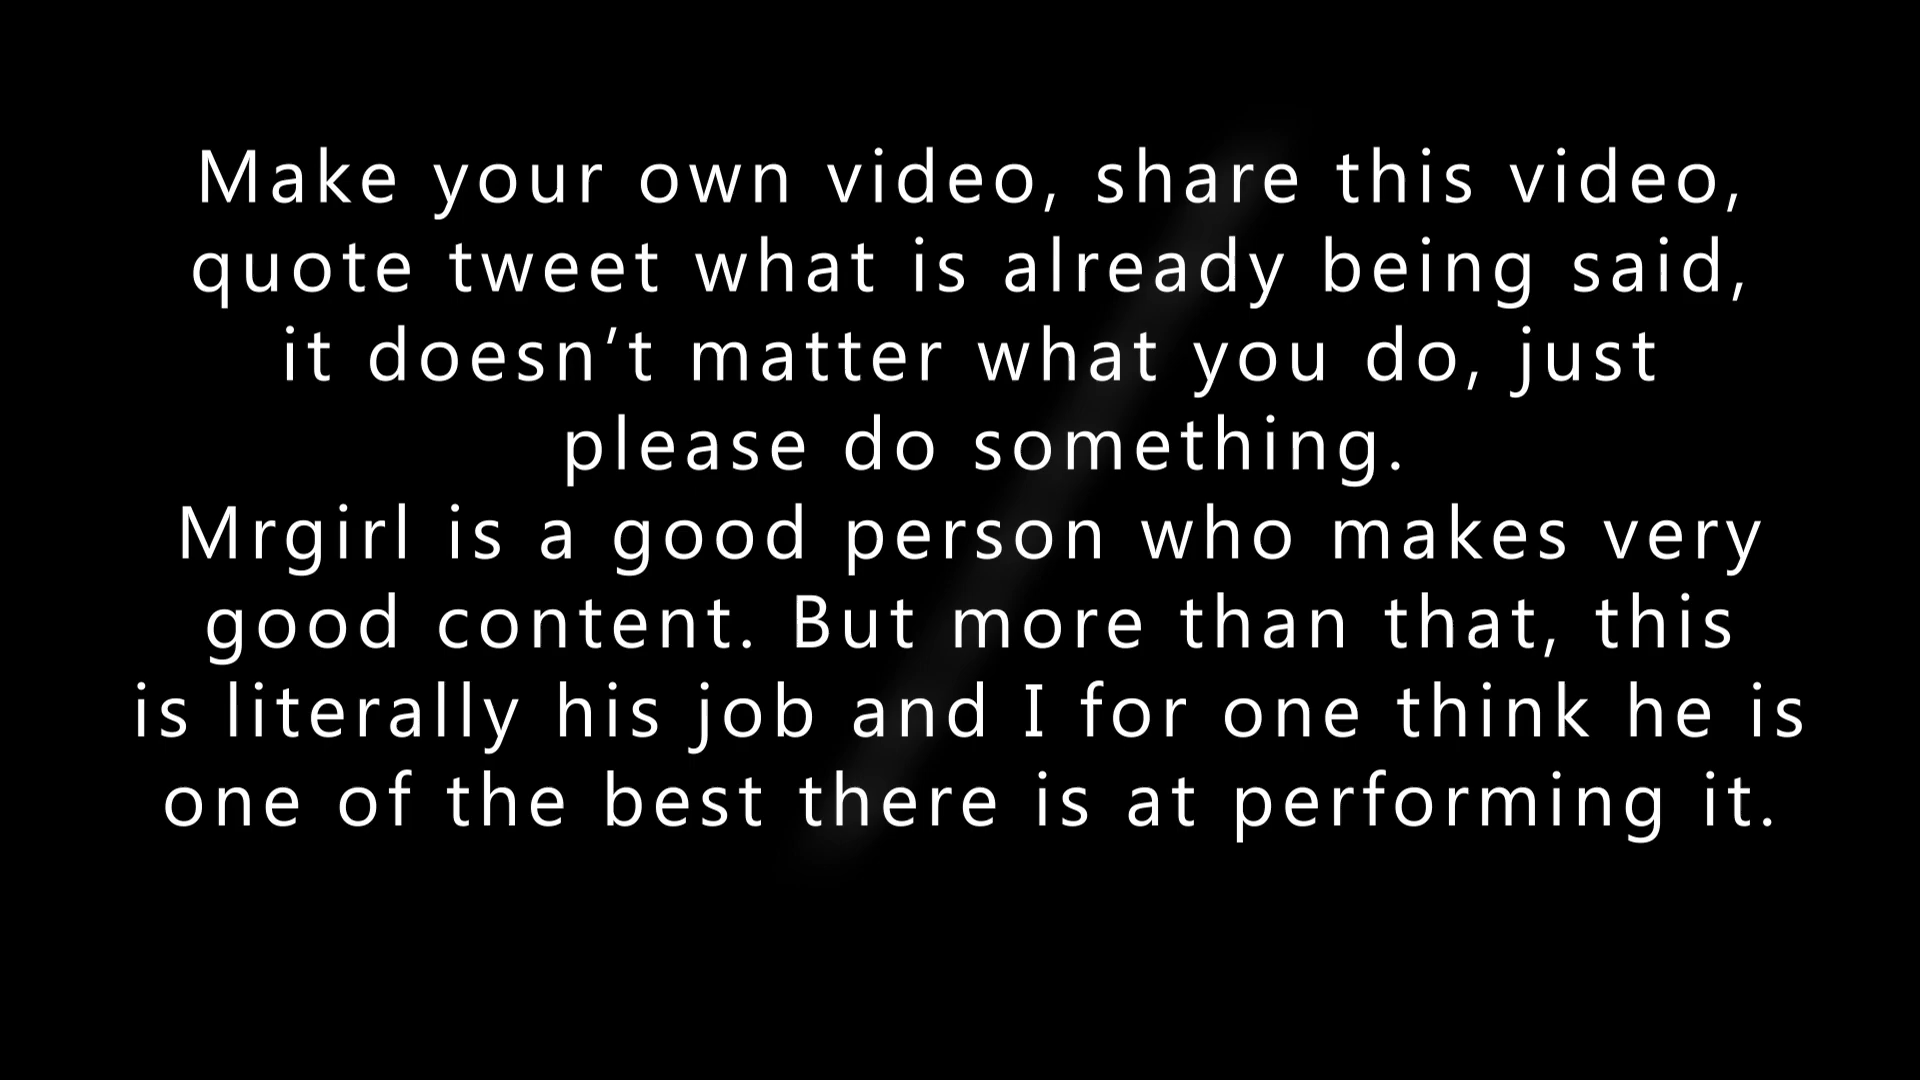 Make your own video, share this video,
quote tweet what is already being said,
it doesn’t matter what you do, just
please do something.
Mrgirl is a good person who makes very
good content. But more than that, this
is literally his job and I for one think he is
one of the best there is at performing it.